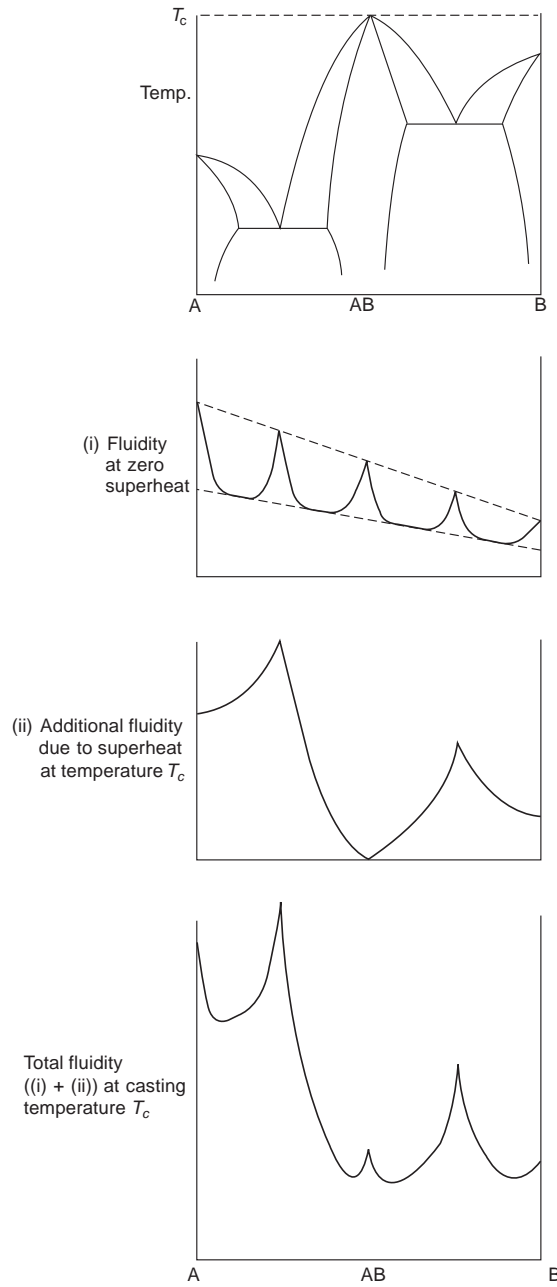 Tc
Temp.
A
AB
B
(i) Fluidity
at zero
superheat
(ii) Additional fluidity
due to superheat
at temperature Tc
Total fluidity
((i) + (ii)) at casting
temperature Tc
A
AB
B